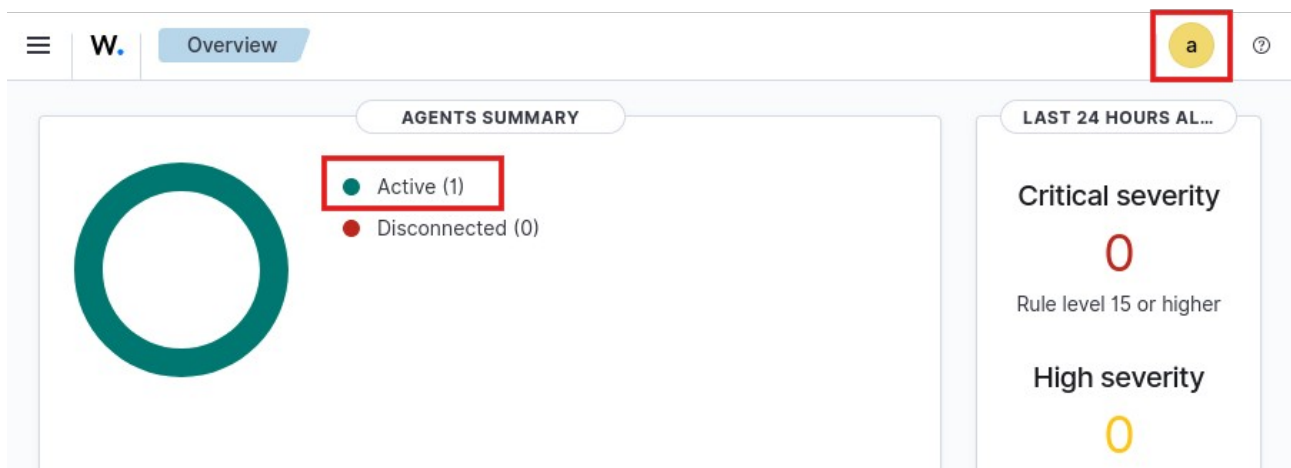 W. Overview a ?
AGENTS SUMMARY
Active (1)
Disconnected (0)
LAST 24 HOURS AL...
Critical severity
0
Rule level 15 or higher
High severity
0